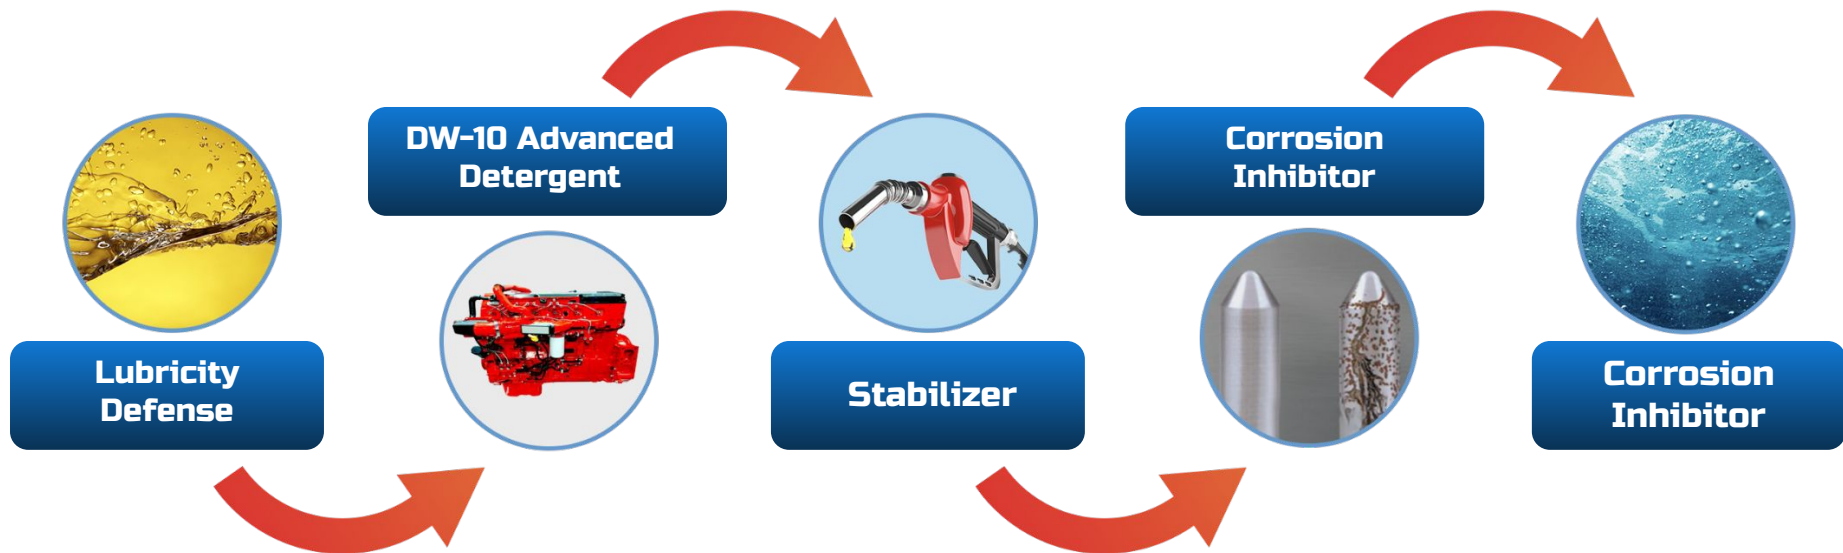 Lubricity
Defense
DW-10 Advanced
Detergent
Stabilizer
Corrosion
Inhibitor
Corrosion
Inhibitor